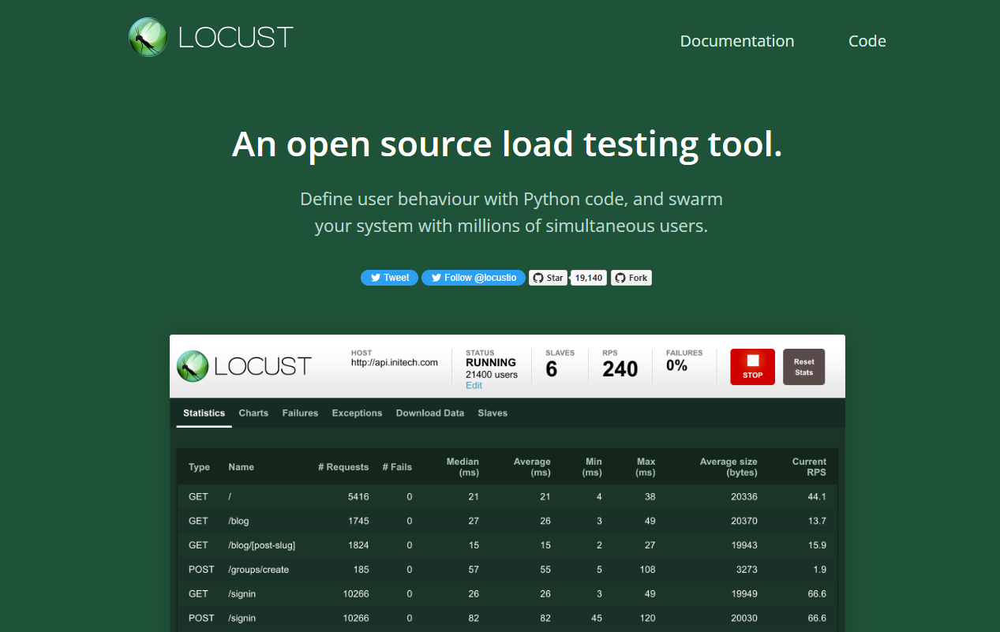 LOCUST
Documentation Code
An open source load testing tool.
Define user behaviour with Python code, and swarm
your system with millions of simultaneous users.
Tweet Follow @locustio Star 19,140 Fork
LOCUST
HOST
http://api.initech.com
STATUS
RUNNING
21400 users
Edit
SLAVES
6
RPS
240
FAILURES
0%
STOP
Reset
Stats
Statistics Charts Failures Exceptions Download Data Slaves
Type Name # Requests # Fails Median (ms) Average (ms) Min (ms) Max (ms) Average size (bytes) Current RPS
GET / 5416 0 21 21 4 38 20336 44.1
GET /blog 1745 0 27 26 3 49 20370 13.7
GET /blog/[post-slug] 1824 0 15 15 2 27 19943 15.9
POST /groups/create 185 0 57 55 5 108 3273 1.9
GET /signin 10266 0 26 26 3 49 19949 66.6
POST /signin 10266 0 82 82 45 120 20030 66.6